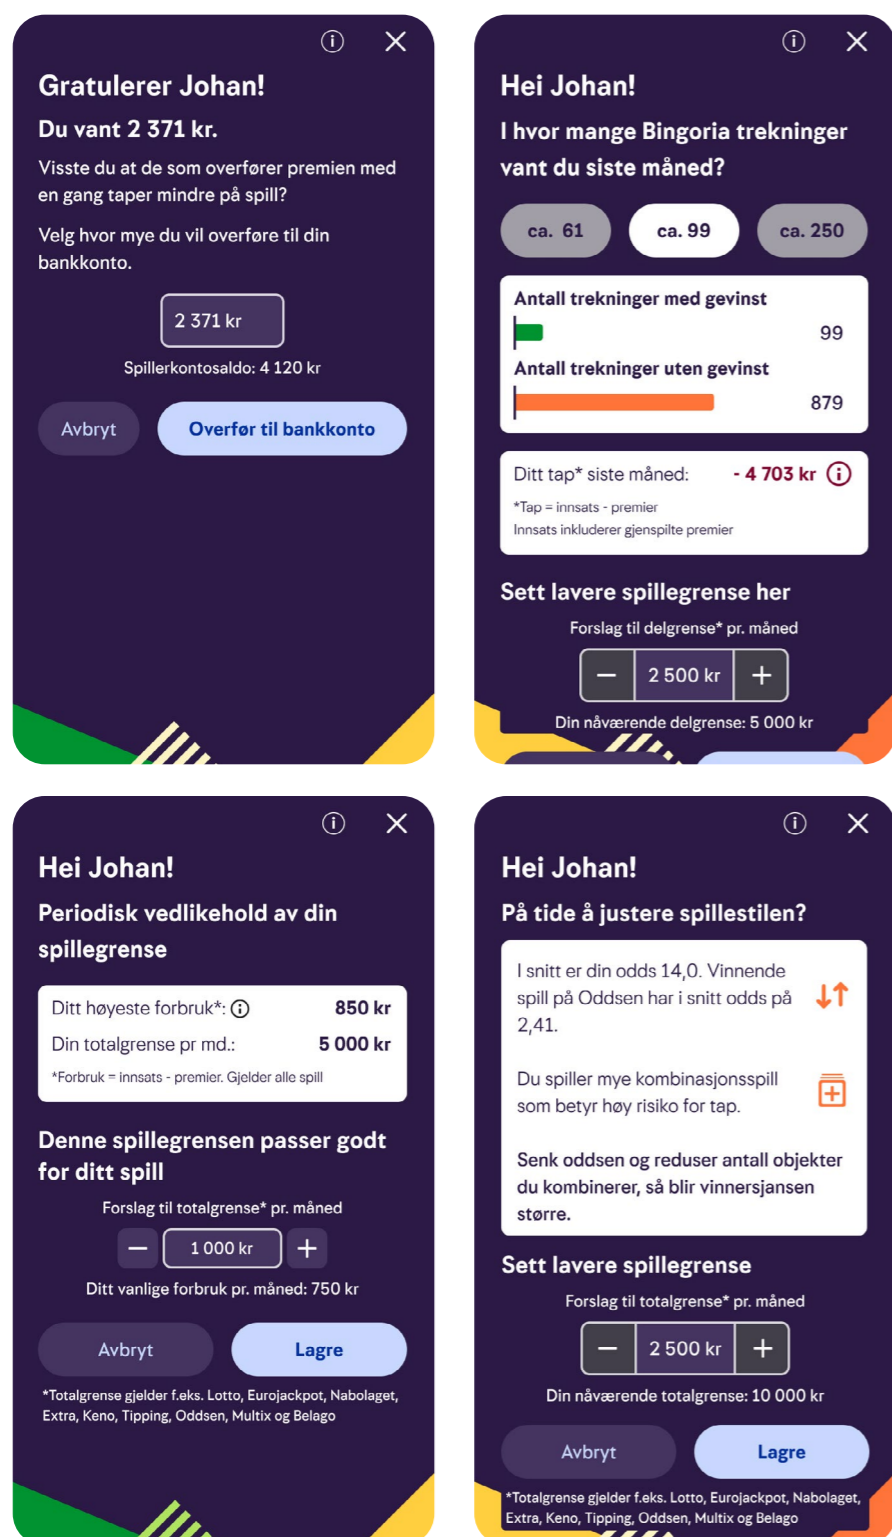 Gratulerer Johan!
Du vant 2 371 kr.
Visste du at de som overfører premien med
en gang taper mindre på spill?
Velg hvor mye du vil overføre til din
bankkonto.
2 371 kr
Spillerkontosaldo: 4 120 kr
Avbryt
Overfør til bankkonto
Hei Johan!
I hvor mange Bingoria trekninger
vant du siste måned?
ca. 61
ca. 99
ca. 250
Antall trekninger med gevinst
99
Antall trekninger uten gevinst
879
Ditt tap* siste måned: - 4 703 kr
*Tap = innsats - premier
Innsats inkluderer gjenspilte premier
Sett lavere spillegrense her
Forslag til delgrense* pr. måned
− 2 500 kr +
Din nåværende delgrense: 5 000 kr
Hei Johan!
Periodisk vedlikehold av din
spillegrense
Ditt høyeste forbruk*: 850 kr
Din totalgrense pr md.: 5 000 kr
*Forbruk = innsats - premier. Gjelder alle spill
Denne spillegrensen passer godt
for ditt spill
Forslag til totalgrense* pr. måned
− 1 000 kr +
Ditt vanlige forbruk pr. måned: 750 kr
Avbryt
Lagre
*Totalgrense gjelder f.eks. Lotto, Eurojackpot, Nabolaget,
Extra, Keno, Tipping, Oddsen, Multix og Belago
Hei Johan!
På tide å justere spillestilen?
I snitt er din odds 14,0. Vinnende
spill på Oddsen har i snitt odds på
2,41.
Du spiller mye kombinasjonsspill
som betyr høy risiko for tap.
Senk oddsen og reduser antall objekter
du kombinerer, så blir vinnersjansen
større.
Sett lavere spillegrense
Forslag til totalgrense* pr. måned
− 2 500 kr +
Din nåværende totalgrense: 10 000 kr
Avbryt
Lagre
*Totalgrense gjelder f.eks. Lotto, Eurojackpot, Nabolaget,
Extra, Keno, Tipping, Oddsen, Multix og Belago